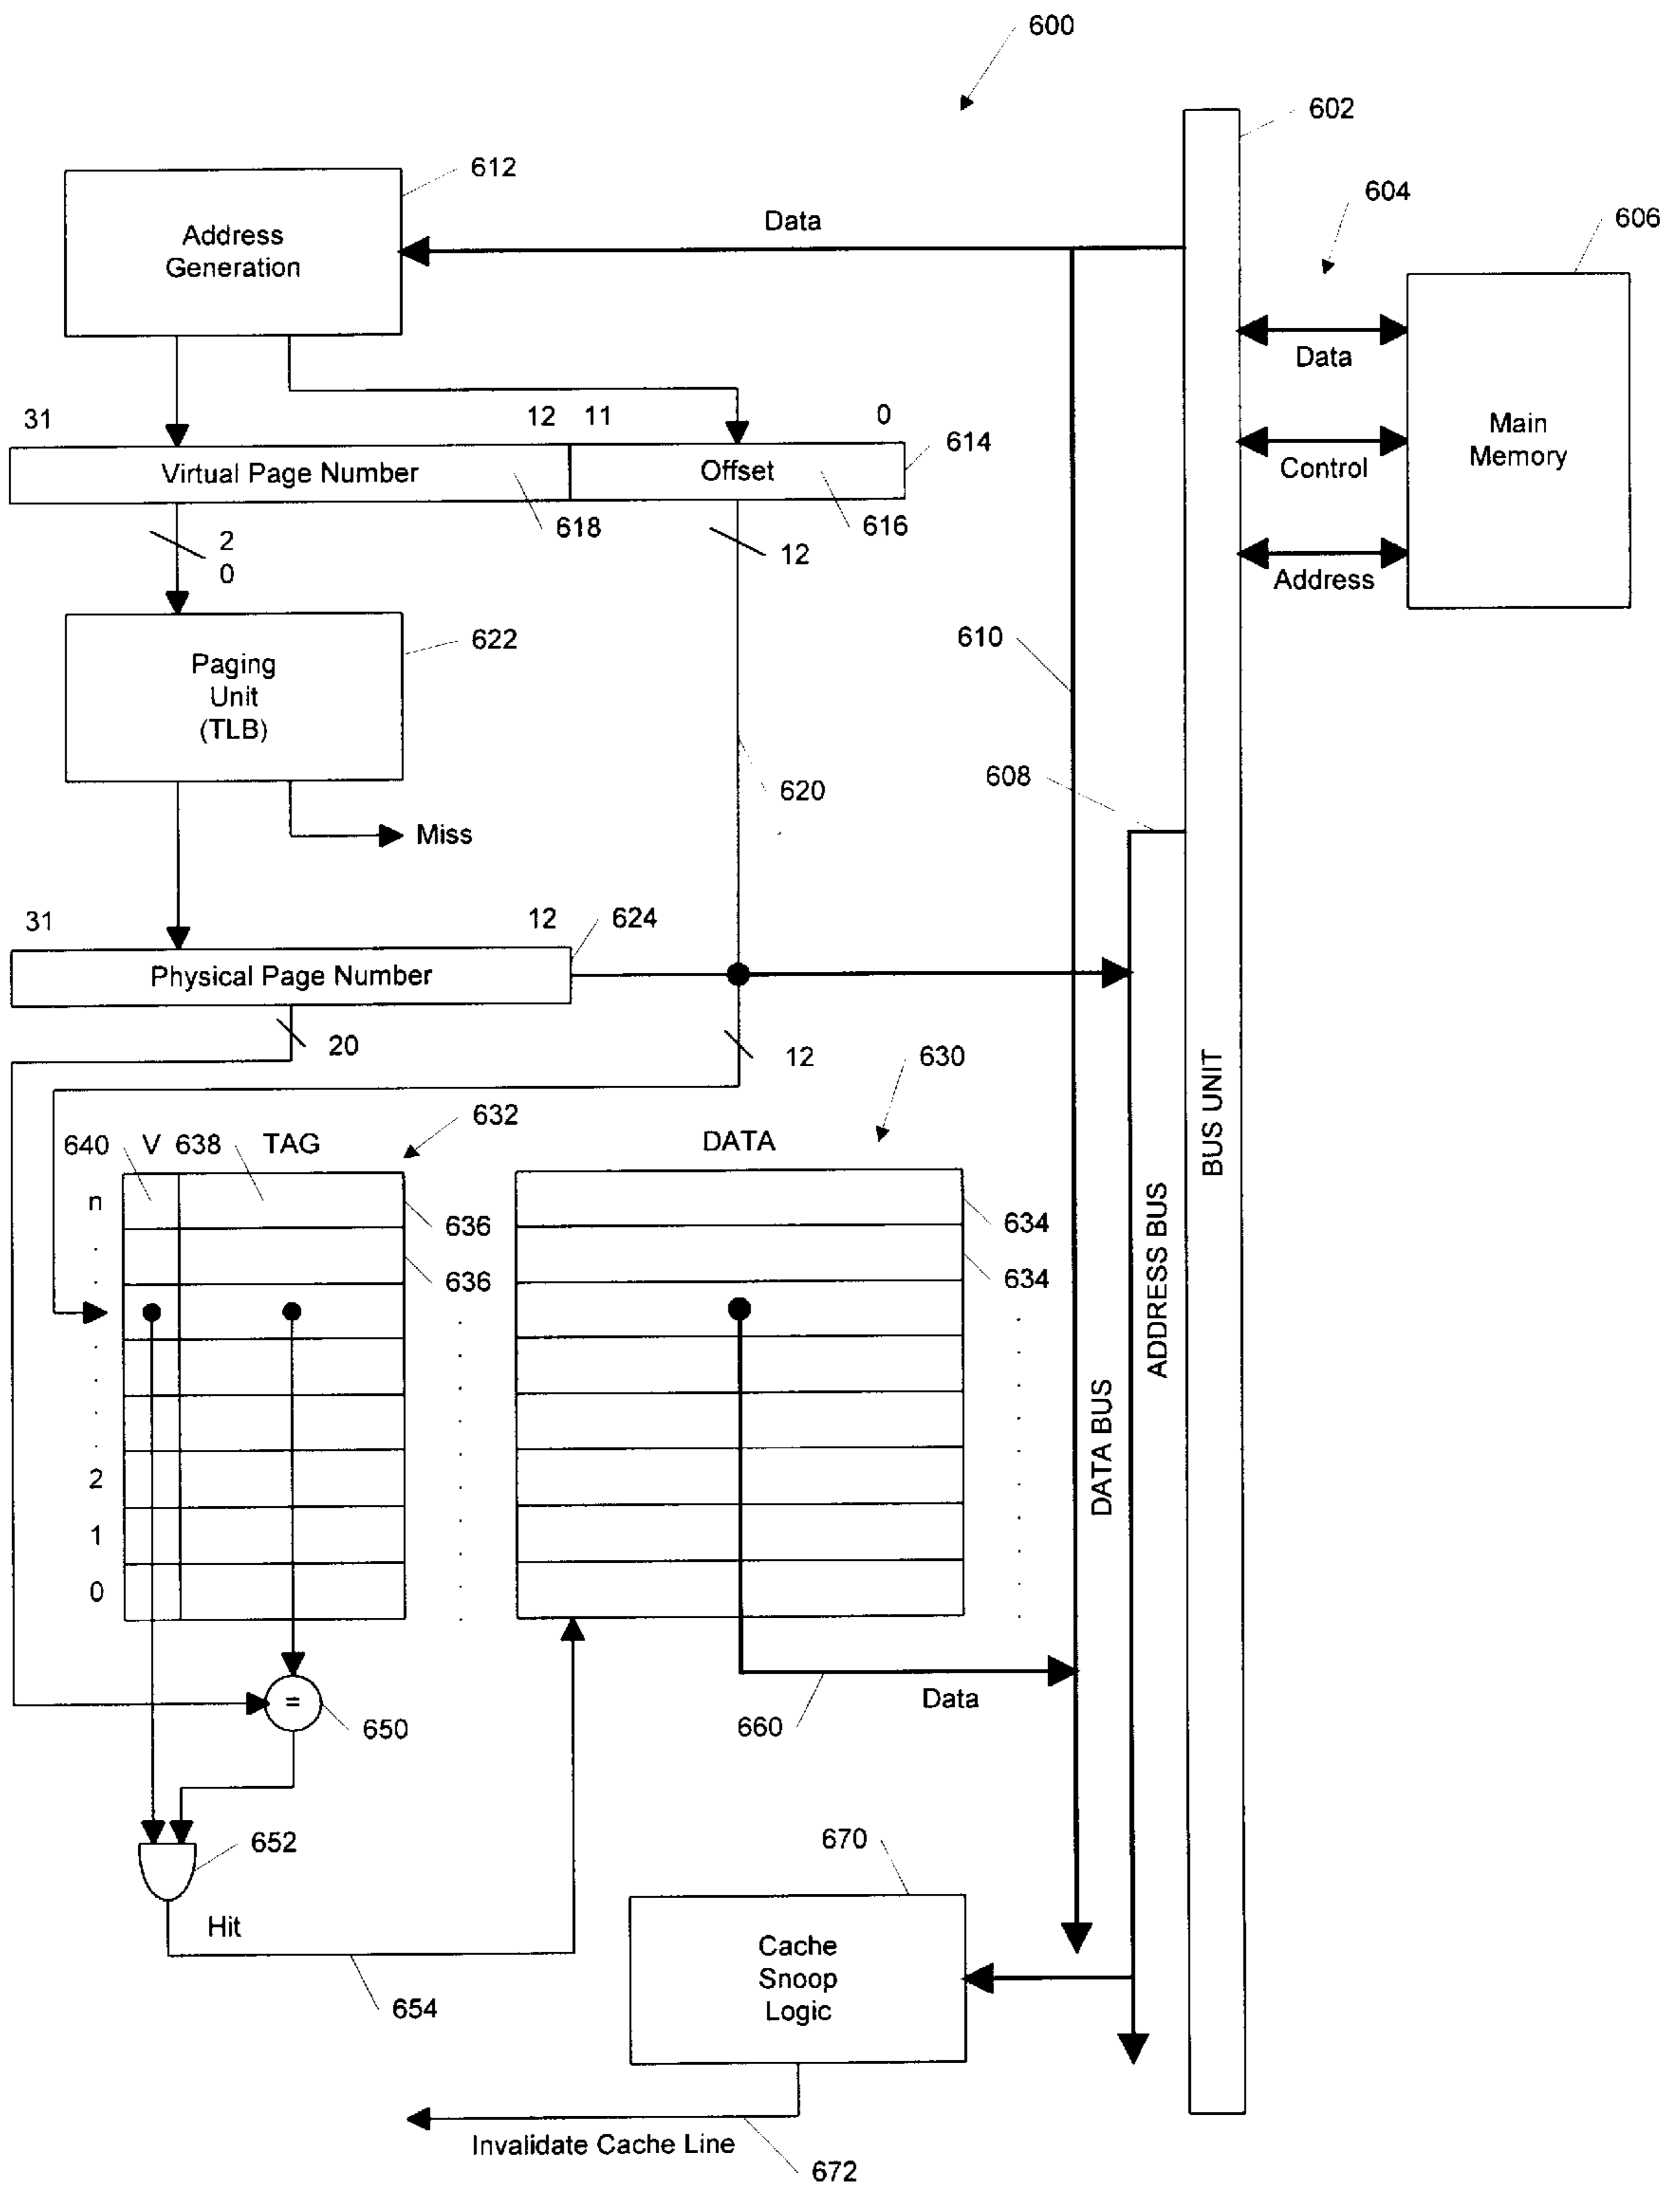 600
602
612
604
606
Data
Address
Generation
Data
Main
Memory
31
12
11
0
614
Control
Virtual Page Number
Offset
618
616
2
0
12
Address
622
610
Paging
Unit
(TLB)
608
620
Miss
31
12
624
Physical Page Number
20
12
630
BUS UNIT
632
640
V
638
TAG
DATA
n
.
.
636
634
636
634
ADDRESS BUS
.
.
.
2
DATA BUS
1
0
=
650
Data
660
652
670
Hit
Cache
Snoop
Logic
654
Invalidate Cache Line
672